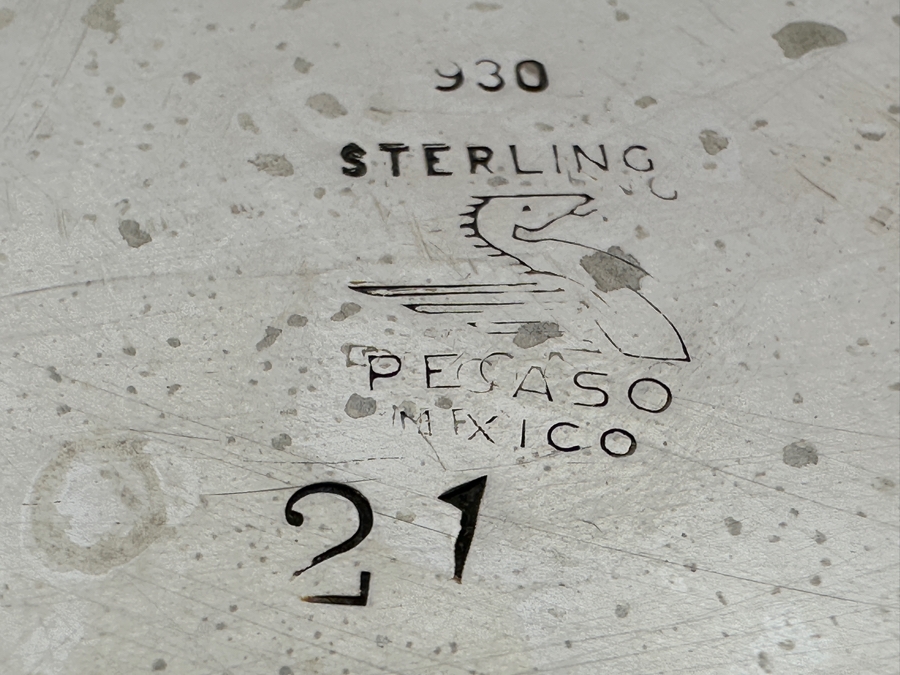 930
STERLING
PEGASO
MEXICO
21